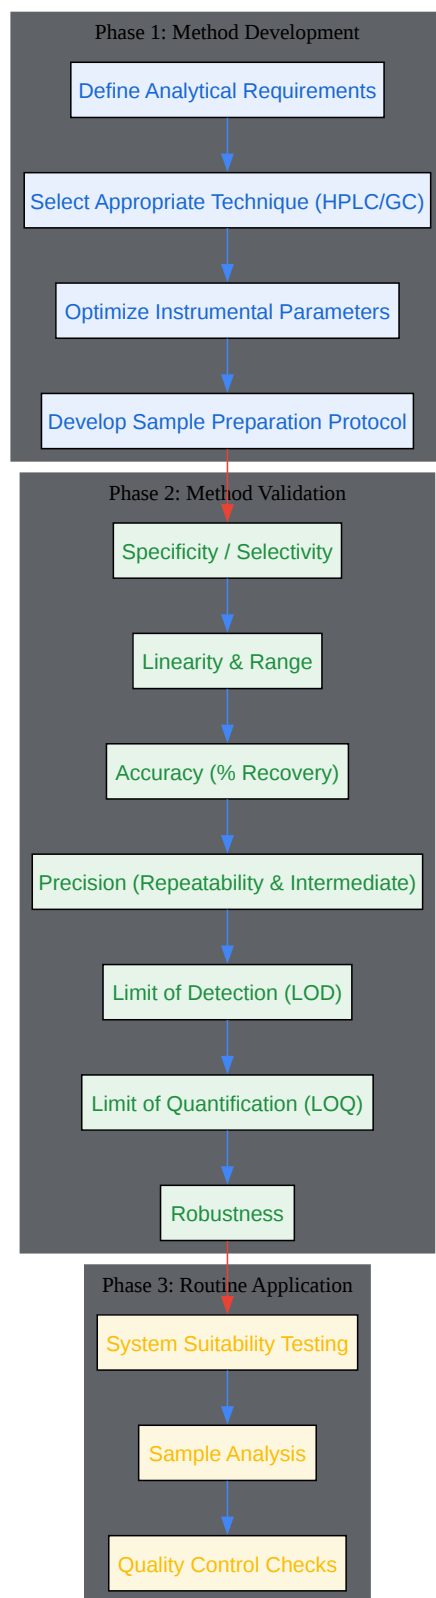 Phase 1: Method Development
Define Analytical Requirements
Select Appropriate Technique (HPLC/GC)
Optimize Instrumental Parameters
Develop Sample Preparation Protocol
Phase 2: Method Validation
Specificity / Selectivity
Linearity & Range
Accuracy (% Recovery)
Precision (Repeatability & Intermediate)
Limit of Detection (LOD)
Limit of Quantification (LOQ)
Robustness
Phase 3: Routine Application
System Suitability Testing
Sample Analysis
Quality Control Checks